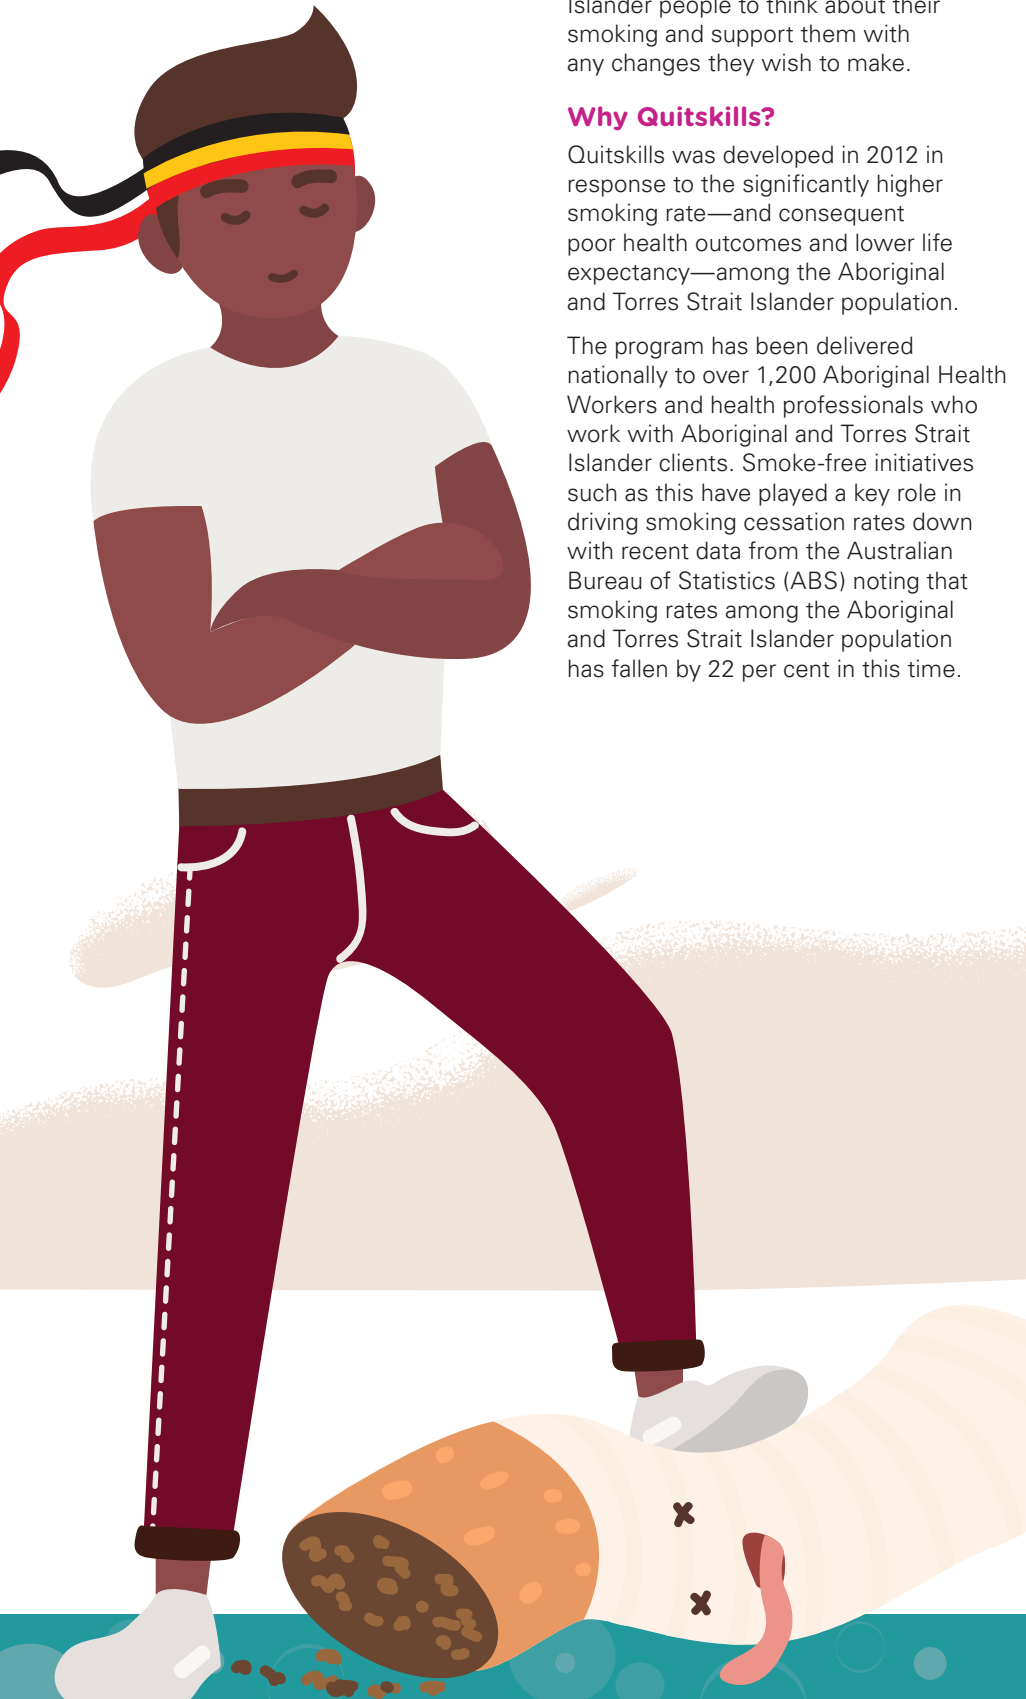 Islander people to think about their
smoking and support them with
any changes they wish to make.
Why Quitskills?
Quitskills was developed in 2012 in
response to the significantly higher
smoking rate—and consequent
poor health outcomes and lower life
expectancy—among the Aboriginal
and Torres Strait Islander population.
The program has been delivered
nationally to over 1,200 Aboriginal Health
Workers and health professionals who
work with Aboriginal and Torres Strait
Islander clients. Smoke-free initiatives
such as this have played a key role in
driving smoking cessation rates down
with recent data from the Australian
Bureau of Statistics (ABS) noting that
smoking rates among the Aboriginal
and Torres Strait Islander population
has fallen by 22 per cent in this time.